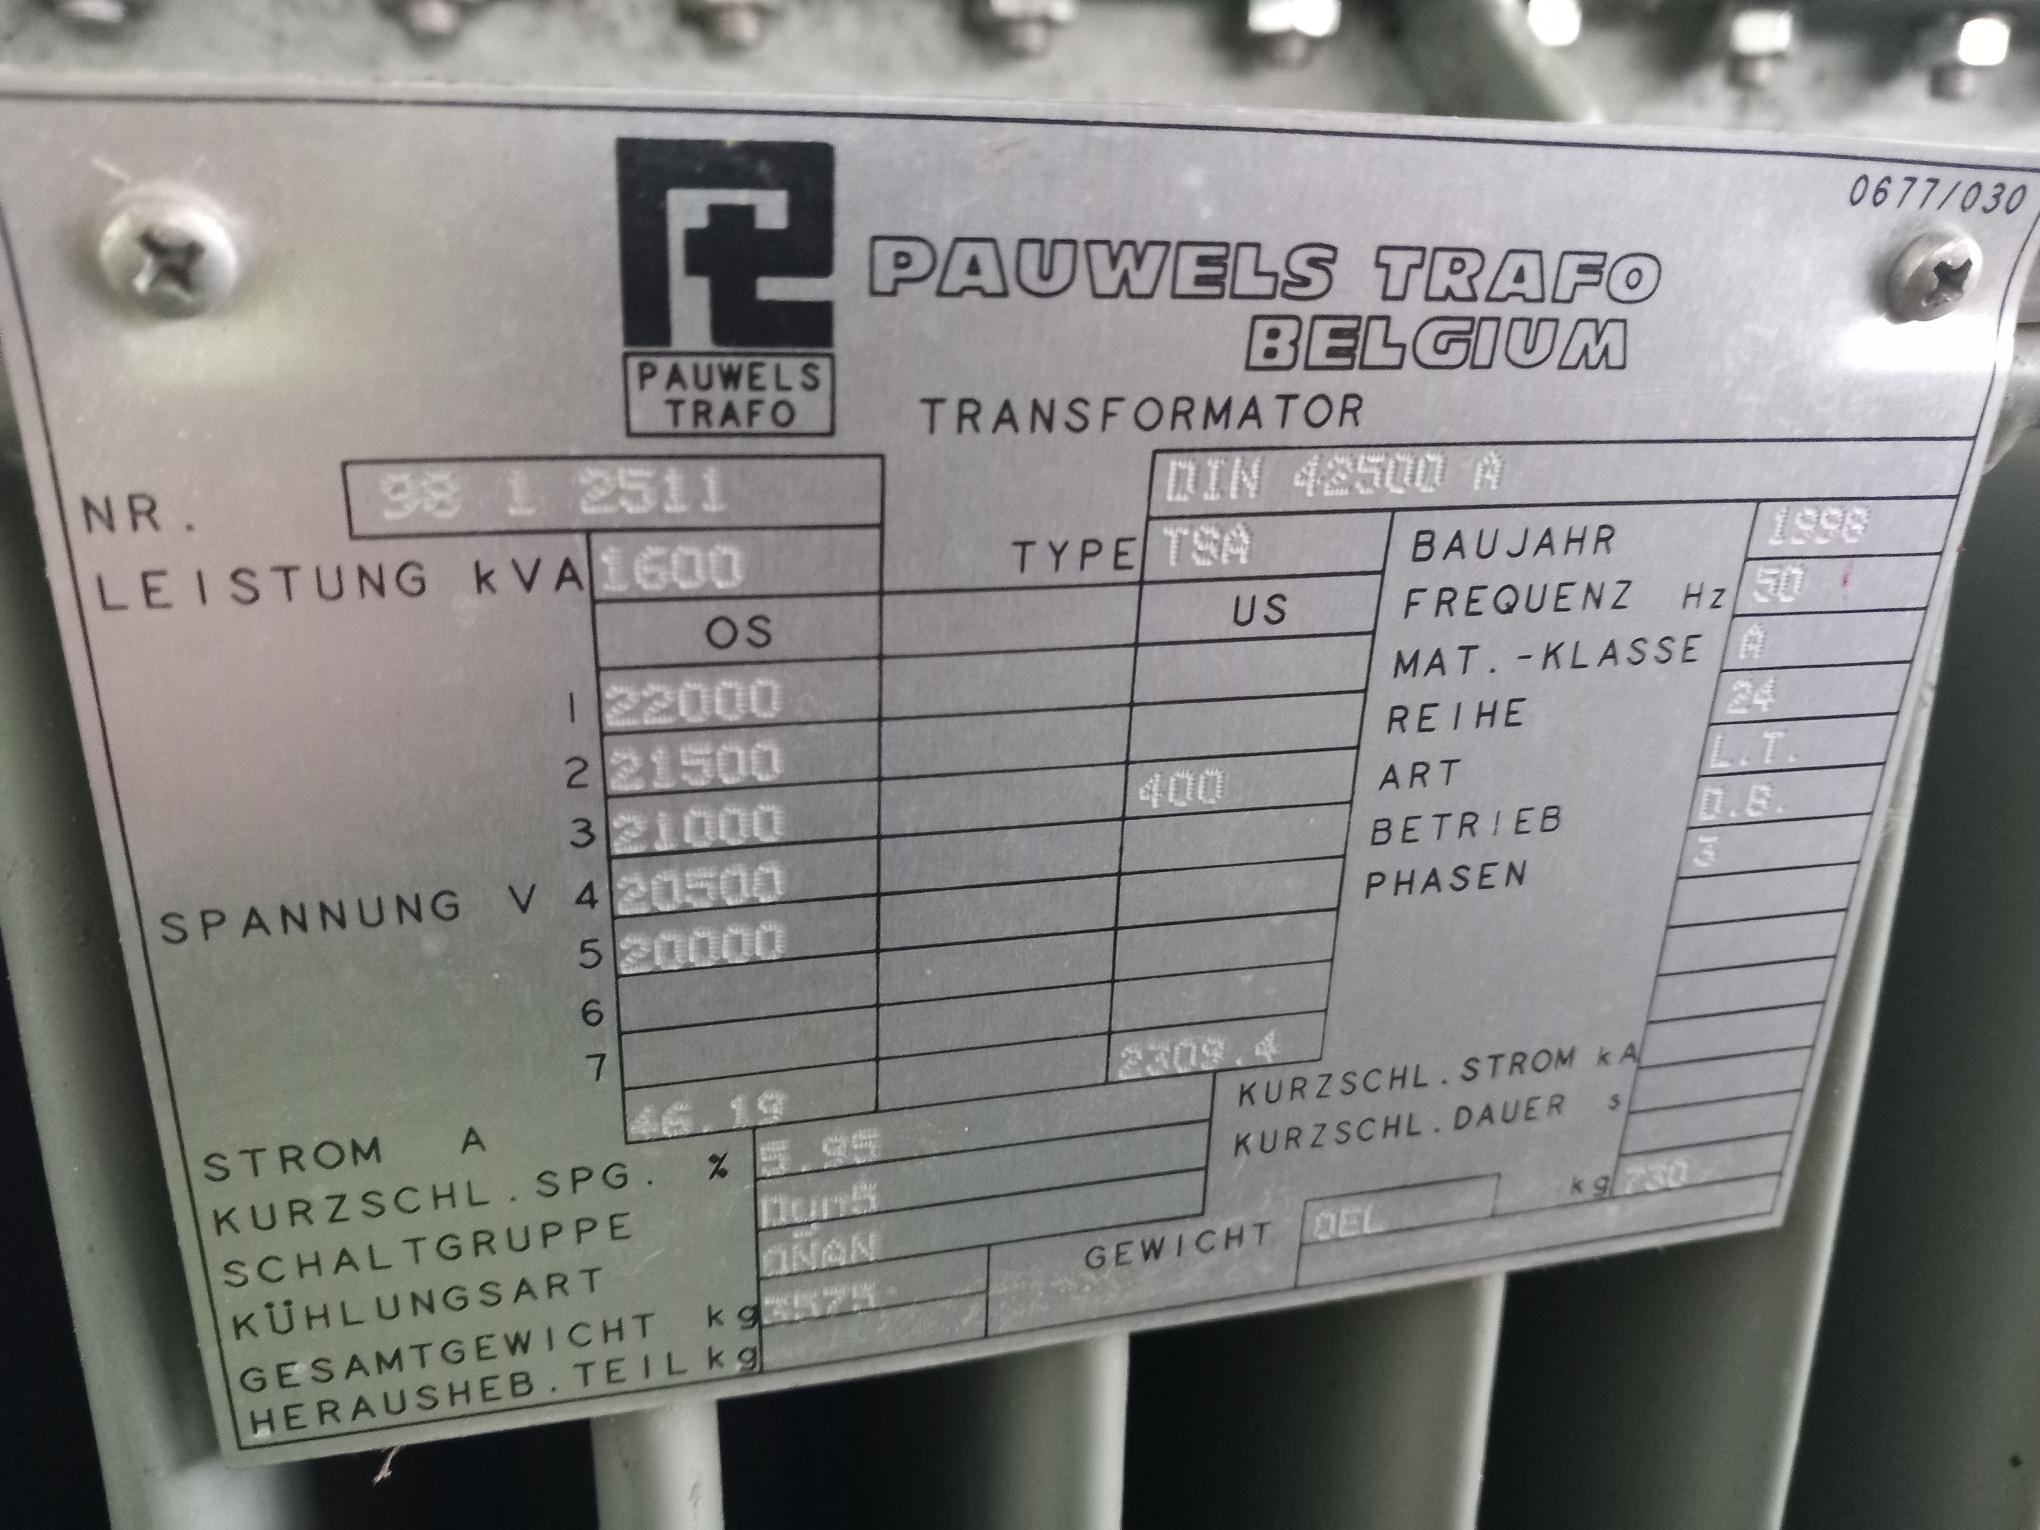 0677/030
PAUWELS TRAFO
BELGIUM
PAUWELS
TRAFO
TRANSFORMATOR
NR. 98 1 2511
DIN 42500 A
LEISTUNG kVA 1600
TYPE TSA
BAUJAHR 1998
OS
US
FREQUENZ Hz 50
MAT.-KLASSE A
1 22000
REIHE 24
2 21500
400
ART L.T.
3 21000
BETRIEB D.B.
SPANNUNG V 4 20500
PHASEN 3
5 20000
6
7
STROM A 46.19
2309.4
KURZSCHL.STROM kA
KURZSCHL.SPG. % 5.95
KURZSCHL.DAUER s
SCHALTGRUPPE Dyn5
KÜHLUNGSART ONAN
GEWICHT OEL kg 730
GESAMTGEWICHT kg 3575
HERAUSHEB.TEIL kg